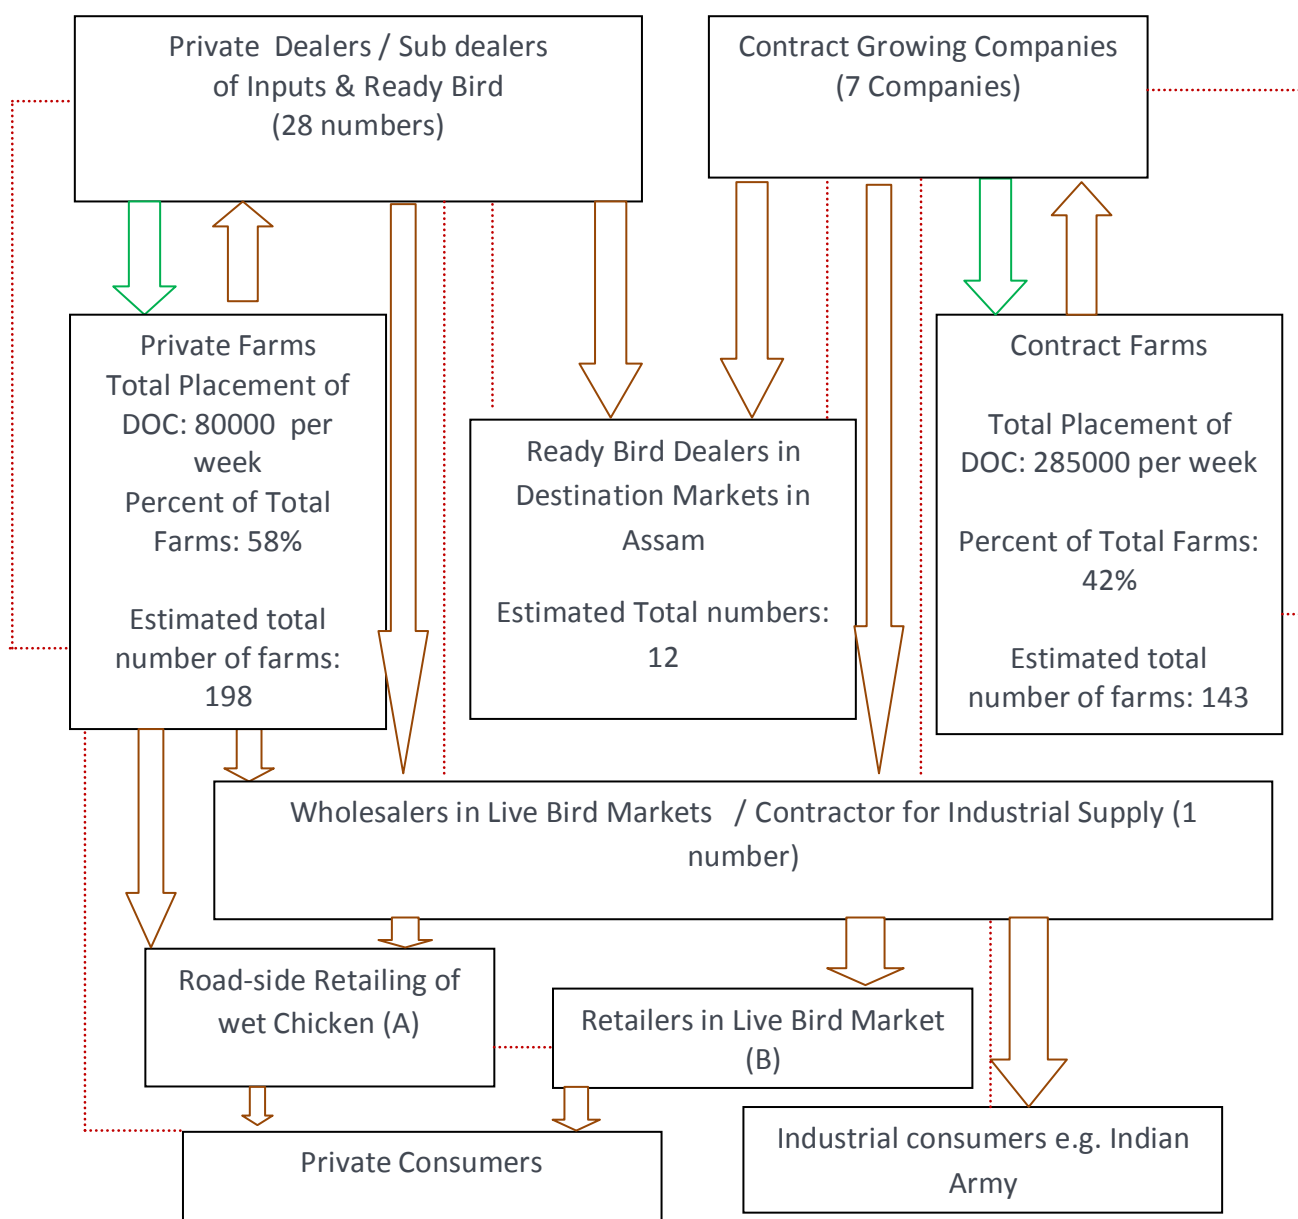 Private Dealers / Sub dealers
of Inputs & Ready Bird
(28 numbers)
Contract Growing Companies
(7 Companies)
Private Farms
Total Placement of
DOC: 80000 per
week
Percent of Total
Farms: 58%
Estimated total
number of farms:
198
Ready Bird Dealers in
Destination Markets in
Assam
Estimated Total numbers:
12
Contract Farms
Total Placement of
DOC: 285000 per week
Percent of Total Farms:
42%
Estimated total
number of farms: 143
Wholesalers in Live Bird Markets / Contractor for Industrial Supply (1
number)
Road-side Retailing of
wet Chicken (A)
Retailers in Live Bird Market
(B)
Private Consumers
Industrial consumers e.g. Indian
Army